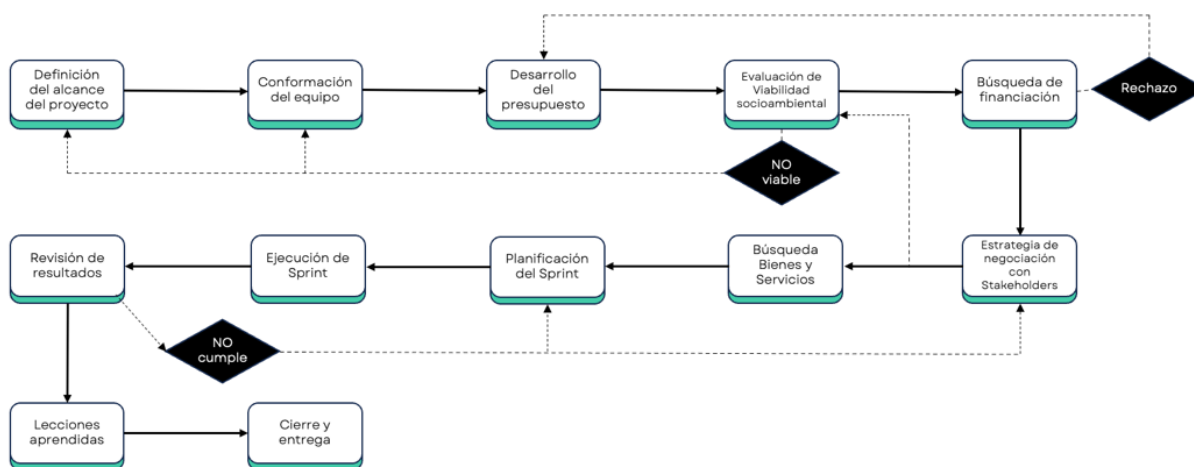 Definición
del alcance
del proyecto
Conformación
del equipo
Desarrollo
del
presupuesto
Evaluación de
Viabilidad
socioambiental
Búsqueda de
financiación
Rechazo
NO
viable
Revisión de
resultados
Ejecución de
Sprint
Planificación
del Sprint
Búsqueda
Bienes y
Servicios
Estrategia de
negociación
con
Stakeholders
NO
cumple
Lecciones
aprendidas
Cierre y
entrega